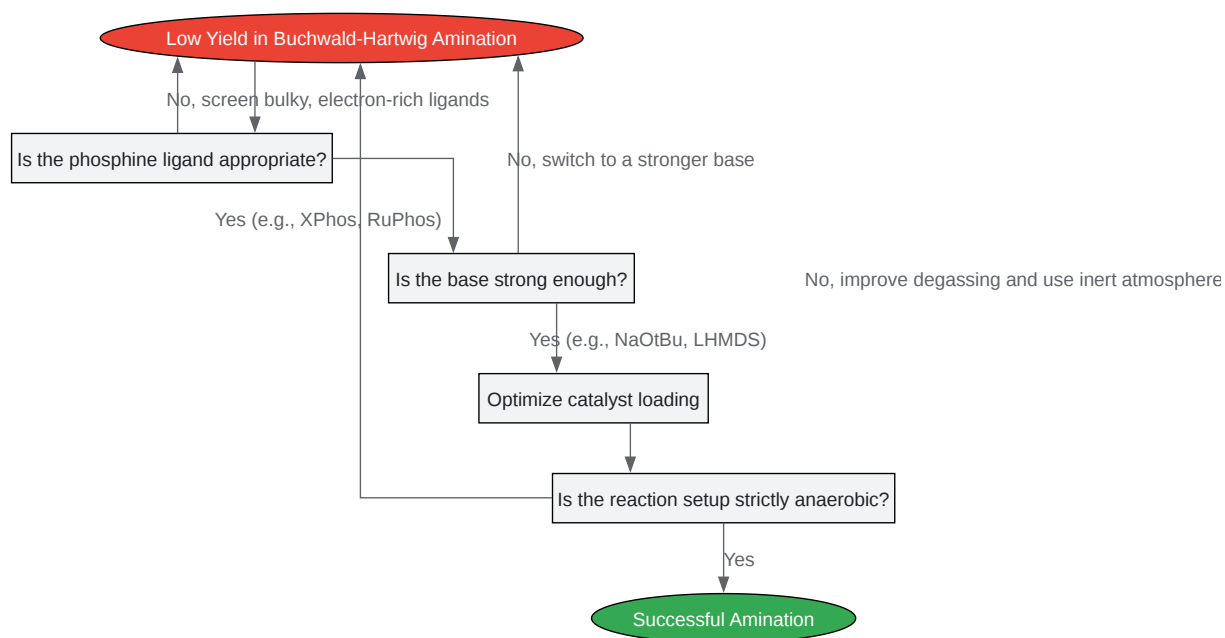 Low Yield in Buchwald-Hartwig Amination
No, screen bulky, electron-rich ligands
Is the phosphine ligand appropriate?
No, switch to a stronger base
Yes (e.g., XPhos, RuPhos)
Is the base strong enough?
No, improve degassing and use inert atmosphere
Yes (e.g., NaOtBu, LHMDS)
Optimize catalyst loading
Is the reaction setup strictly anaerobic?
Yes
Successful Amination